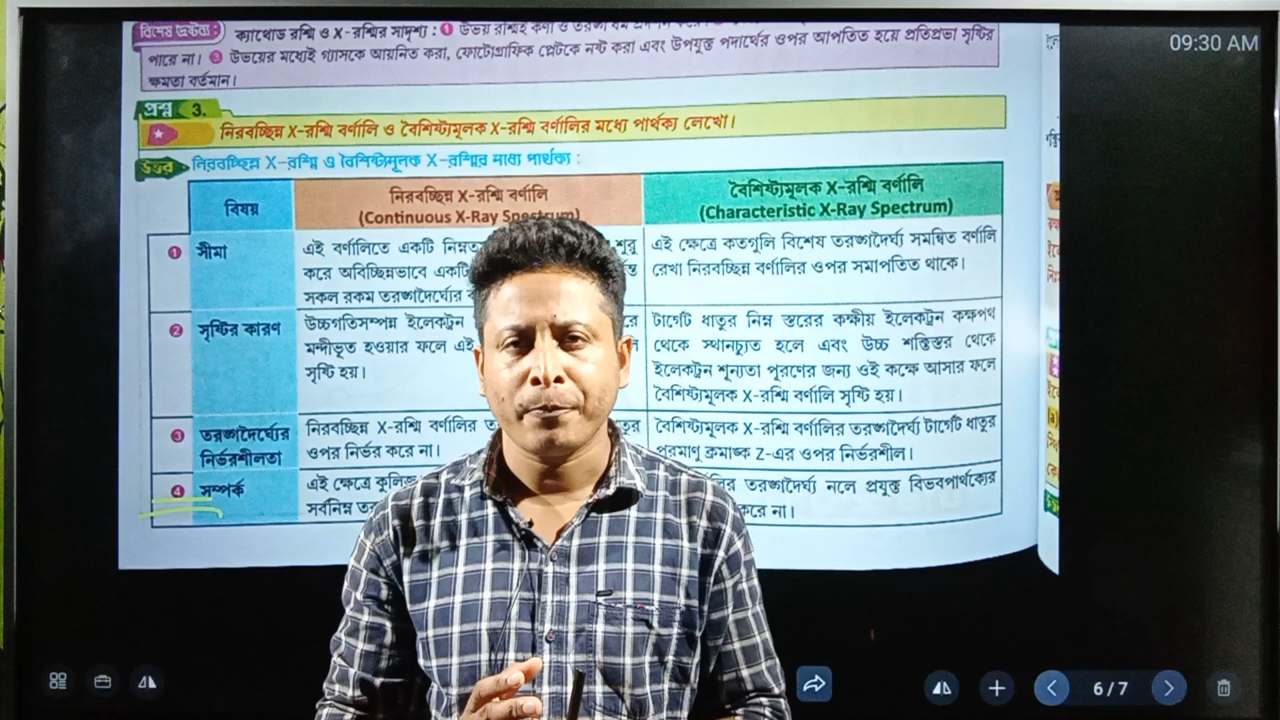 বিশেষ দ্রষ্টব্য : ক্যাথোড রশ্মি ও X-রশ্মির সাদৃশ্য : ❶ উভয় রশ্মিই কণা ও তরঙ্গ ধর্ম
পারে না। ❸ উভয়ের মধ্যেই গ্যাসকে আয়নিত করা, ফোটোগ্রাফিক প্লেটকে নষ্ট করা এবং উপযুক্ত পদার্থের ওপর আপতিত হয়ে প্রতিপ্রভা সৃষ্টির
ক্ষমতা বর্তমান।
09:30 AM
প্রশ্ন 3.
নিরবচ্ছিন্ন X-রশ্মি বর্ণালি ও বৈশিষ্ট্যমূলক X-রশ্মি বর্ণালির মধ্যে পার্থক্য লেখো।
উত্তর নিরবচ্ছিন্ন X-রশ্মি ও বৈশিষ্ট্যমূলক X-রশ্মির মধ্যে পার্থক্য :
বিষয়
নিরবচ্ছিন্ন X-রশ্মি বর্ণালি
(Continuous X-Ray Spectrum)
বৈশিষ্ট্যমূলক X-রশ্মি বর্ণালি
(Characteristic X-Ray Spectrum)
❶ সীমা
এই বর্ণালিতে একটি শুরু
করে অবিচ্ছিন্নভাবে একটি
সকল রকম তরঙ্গদৈর্ঘ্যের
এই ক্ষেত্রে কতগুলি বিশেষ তরঙ্গদৈর্ঘ্য সমন্বিত বর্ণালি
রেখা নিরবচ্ছিন্ন বর্ণালির ওপর সমাপতিত থাকে।
❷ সৃষ্টির কারণ
উচ্চগতিসম্পন্ন ইলেকট্রন
মন্দীভূত হওয়ার ফলে এই
সৃষ্টি হয়।
টার্গেট ধাতুর নিম্ন স্তরের কক্ষীয় ইলেকট্রন কক্ষপথ
থেকে স্থানচ্যুত হলে এবং উচ্চ শক্তিস্তর থেকে
ইলেকট্রন শূন্যতা পূরণের জন্য ওই কক্ষে আসার ফলে
বৈশিষ্ট্যমূলক X-রশ্মি বর্ণালি সৃষ্টি হয়।
❸ তরঙ্গদৈর্ঘ্যের
নির্ভরশীলতা
নিরবচ্ছিন্ন X-রশ্মি বর্ণালির
ওপর নির্ভর করে না।
বৈশিষ্ট্যমূলক X-রশ্মি বর্ণালির তরঙ্গদৈর্ঘ্য টার্গেট ধাতুর
পরমাণু ক্রমাঙ্ক Z-এর ওপর নির্ভরশীল।
❹ সম্পর্ক
এই ক্ষেত্রে
সর্বনিম্ন
তরঙ্গদৈর্ঘ্য নলে প্রযুক্ত বিভবপার্থক্যের
করে না।
6/7